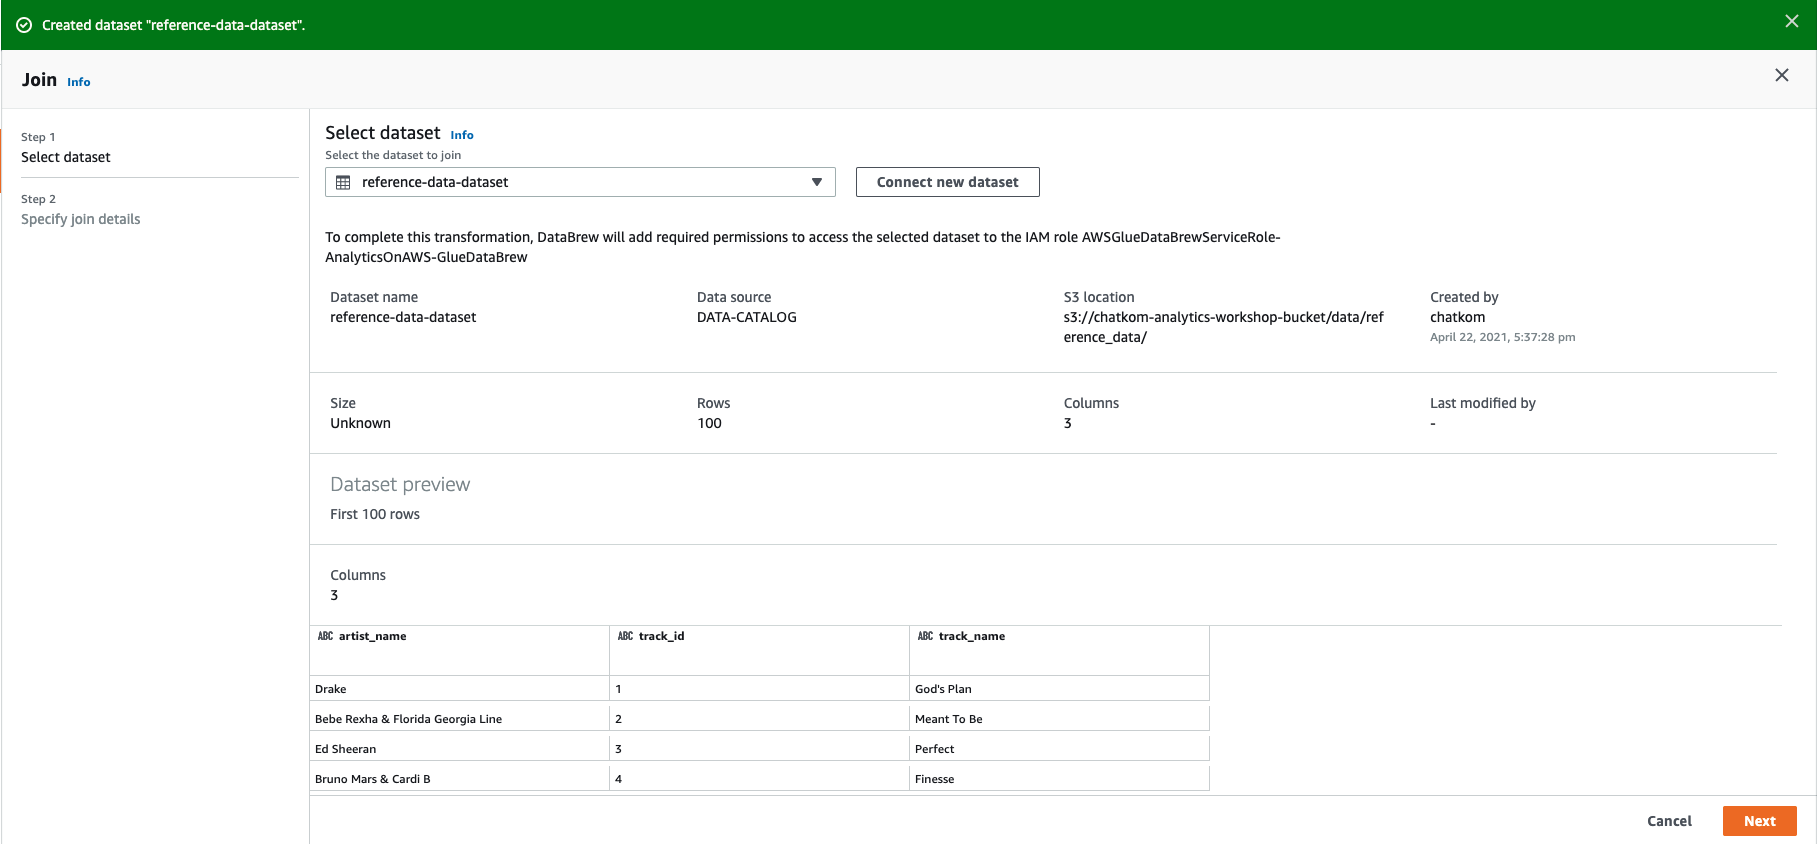 Created dataset "reference-data-dataset".
Join Info
Step 1
Select dataset
Step 2
Specify join details
Select dataset Info
Select the dataset to join
reference-data-dataset
Connect new dataset
To complete this transformation, DataBrew will add required permissions to access the selected dataset to the IAM role AWSGlueDataBrewServiceRole-
AnalyticsOnAWS-GlueDataBrew
Dataset name
reference-data-dataset
Data source
DATA-CATALOG
S3 location
s3://chatkom-analytics-workshop-bucket/data/ref
erence_data/
Created by
chatkom
April 22, 2021, 5:37:28 pm
Size
Unknown
Rows
100
Columns
3
Last modified by
-
Dataset preview
First 100 rows
Columns
3
ABC artist_name ABC track_id ABC track_name
Drake 1 God's Plan
Bebe Rexha & Florida Georgia Line 2 Meant To Be
Ed Sheeran 3 Perfect
Bruno Mars & Cardi B 4 Finesse
Cancel Next